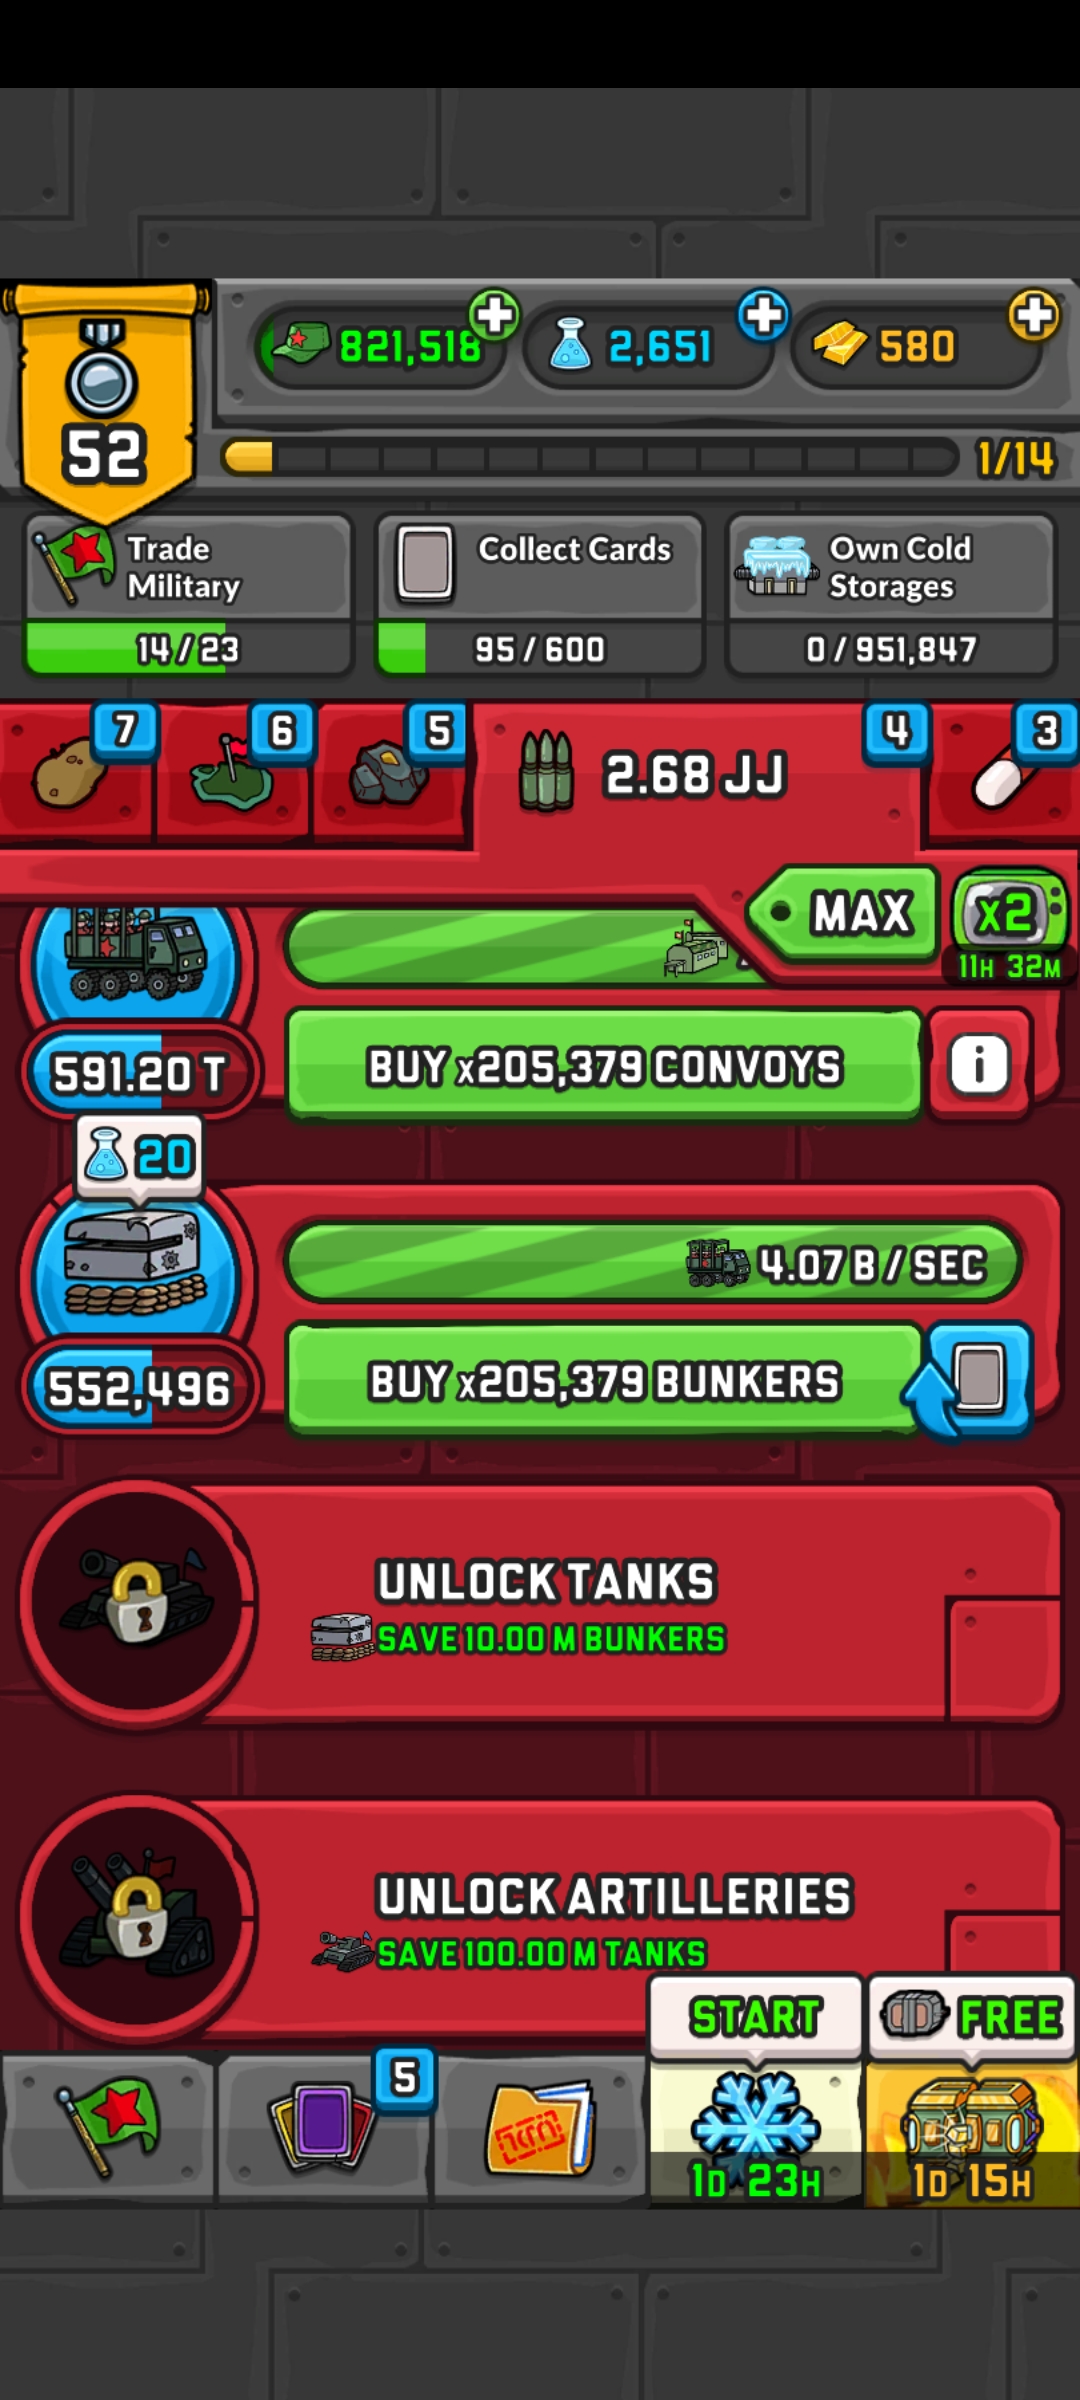 821,518
2,651
580
52
1/14
Trade
Military
14 / 23
Collect Cards
95 / 600
Own Cold
Storages
0 / 951,847
7
6
5
2.68 JJ
4
3
MAX
x2
11H 32M
591.20 T
BUY x205,379 CONVOYS
i
20
4.07 B / SEC
552,496
BUY x205,379 BUNKERS
UNLOCK TANKS
SAVE 10.00 M BUNKERS
UNLOCK ARTILLERIES
SAVE 100.00 M TANKS
START
FREE
5
1D 23H
1D 15H